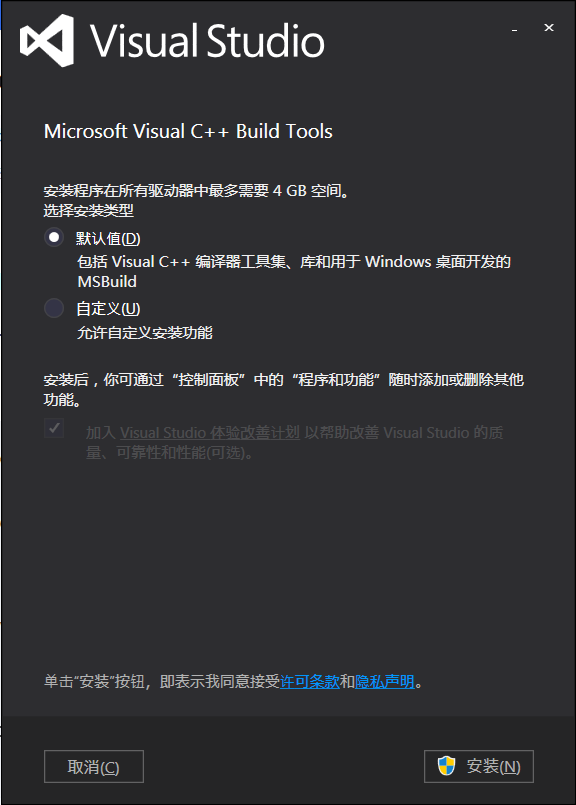 Visual Studio
Microsoft Visual C++ Build Tools
安装程序在所有驱动器中最多需要 4 GB 空间。
选择安装类型
默认值(D)
包括 Visual C++ 编译器工具集、库和用于 Windows 桌面开发的
MSBuild
自定义(U)
允许自定义安装功能
安装后，你可通过“控制面板”中的“程序和功能”随时添加或删除其他
功能。
加入 Visual Studio 体验改善计划 以帮助改善 Visual Studio 的质
量、可靠性和性能(可选)。
单击“安装”按钮，即表示我同意接受许可条款和隐私声明。
取消(C)
安装(N)